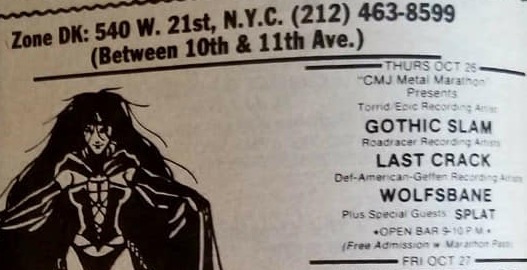 Zone DK: 540 W. 21st, N.Y.C. (212) 463-8599
(Between 10th & 11th Ave.)
THURS OCT 26
"CMJ Metal Marathon"
Presents
Torrid/Epic Recording Artists
GOTHIC SLAM
Roadracer Recording Artists
LAST CRACK
Def-American-Geffen Recording Artists
WOLFSBANE
Plus Special Guests SPLAT
•OPEN BAR 9-10 P.M.•
(Free Admission w Marathon Pass)
FRI OCT 27